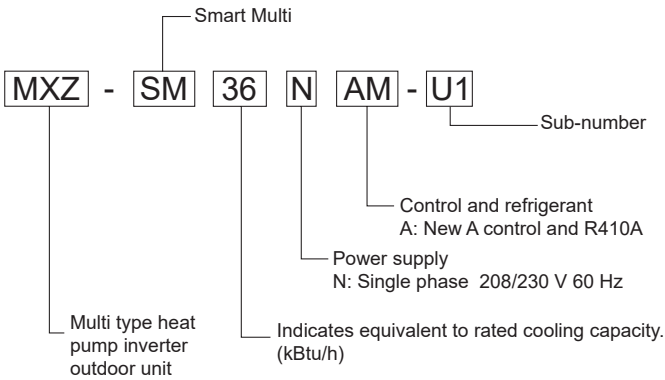 Smart Multi
MXZ - SM 36 N AM - U1
Sub-number
Control and refrigerant
A: New A control and R410A
Power supply
N: Single phase 208/230 V 60 Hz
Indicates equivalent to rated cooling capacity.
(kBtu/h)
Multi type heat
pump inverter
outdoor unit